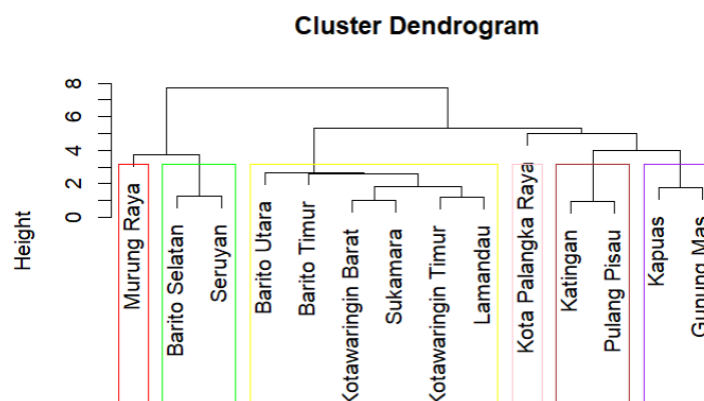 Cluster Dendrogram
Height
8
6
4
2
0
Murung Raya
Barito Selatan
Seruyan
Barito Utara
Barito Timur
Kotawaringin Barat
Sukamara
Kotawaringin Timur
Lamandau
Kota Palangka Raya
Katingan
Pulang Pisau
Kapuas
Gunung Mas